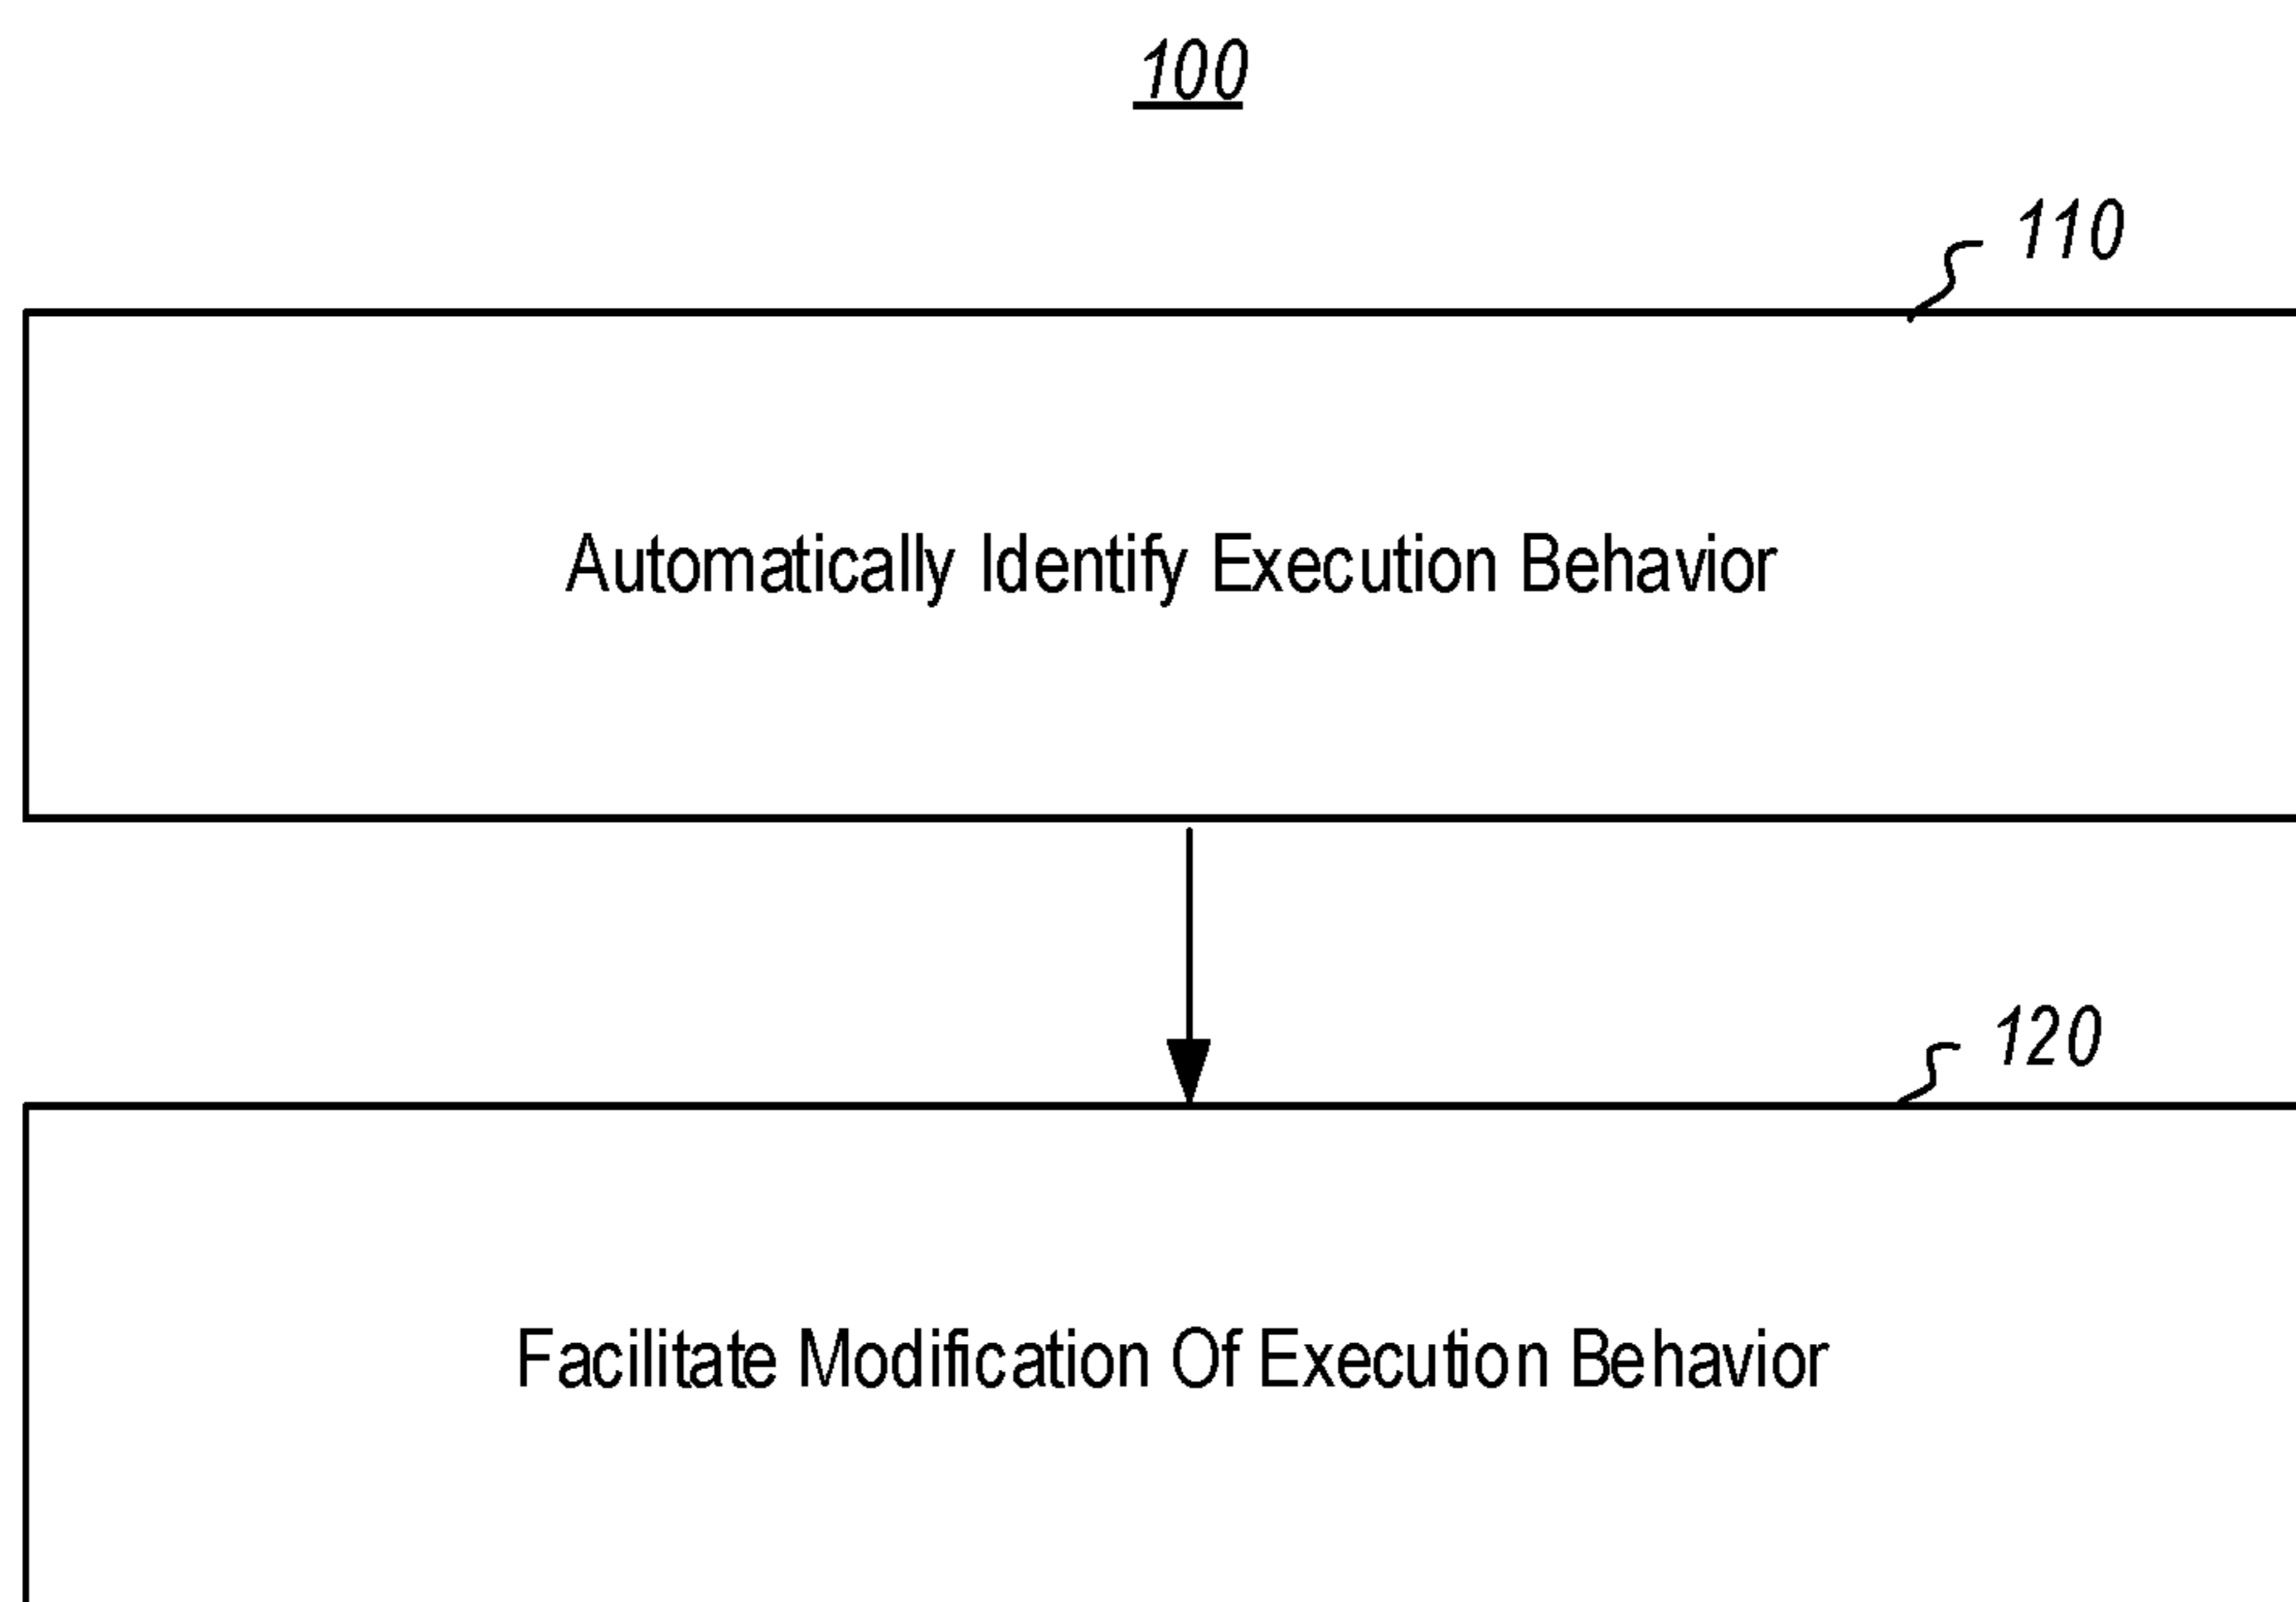 100
110
Automatically Identify Execution Behavior
120
Facilitate Modification Of Execution Behavior